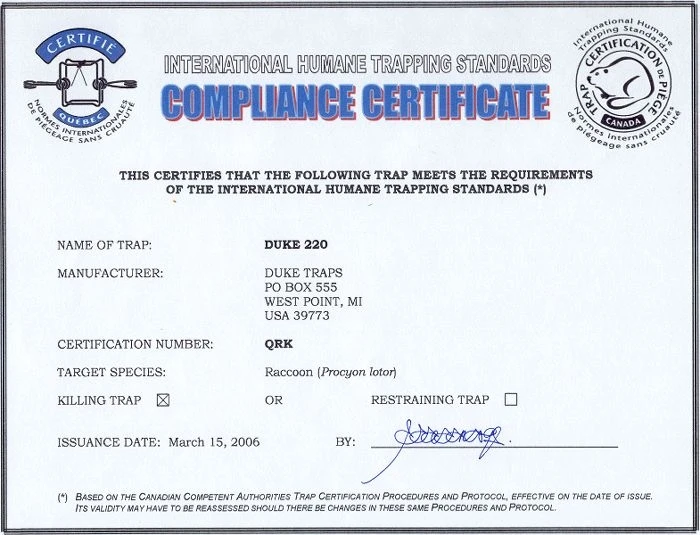 CERTIFIÉ
QUÉBEC
NORMES INTERNATIONALES
DE PIÉGEAGE SANS CRUAUTÉ
INTERNATIONAL HUMANE TRAPPING STANDARDS
COMPLIANCE CERTIFICATE
International Humane
Trapping Standards
TRAP CERTIFICATION DE PIÉGE
CANADA
Normes internationales
de piégeage sans cruauté
THIS CERTIFIES THAT THE FOLLOWING TRAP MEETS THE REQUIREMENTS
OF THE INTERNATIONAL HUMANE TRAPPING STANDARDS (*)
NAME OF TRAP: DUKE 220
MANUFACTURER: DUKE TRAPS
PO BOX 555
WEST POINT, MI
USA 39773
CERTIFICATION NUMBER: QRK
TARGET SPECIES: Raccoon (Procyon lotor)
KILLING TRAP ☒ OR RESTRAINING TRAP ☐
ISSUANCE DATE: March 15, 2006 BY:
(*) BASED ON THE CANADIAN COMPETENT AUTHORITIES TRAP CERTIFICATION PROCEDURES AND PROTOCOL, EFFECTIVE ON THE DATE OF ISSUE.
ITS VALIDITY MAY HAVE TO BE REASSESSED SHOULD THERE BE CHANGES IN THESE SAME PROCEDURES AND PROTOCOL.